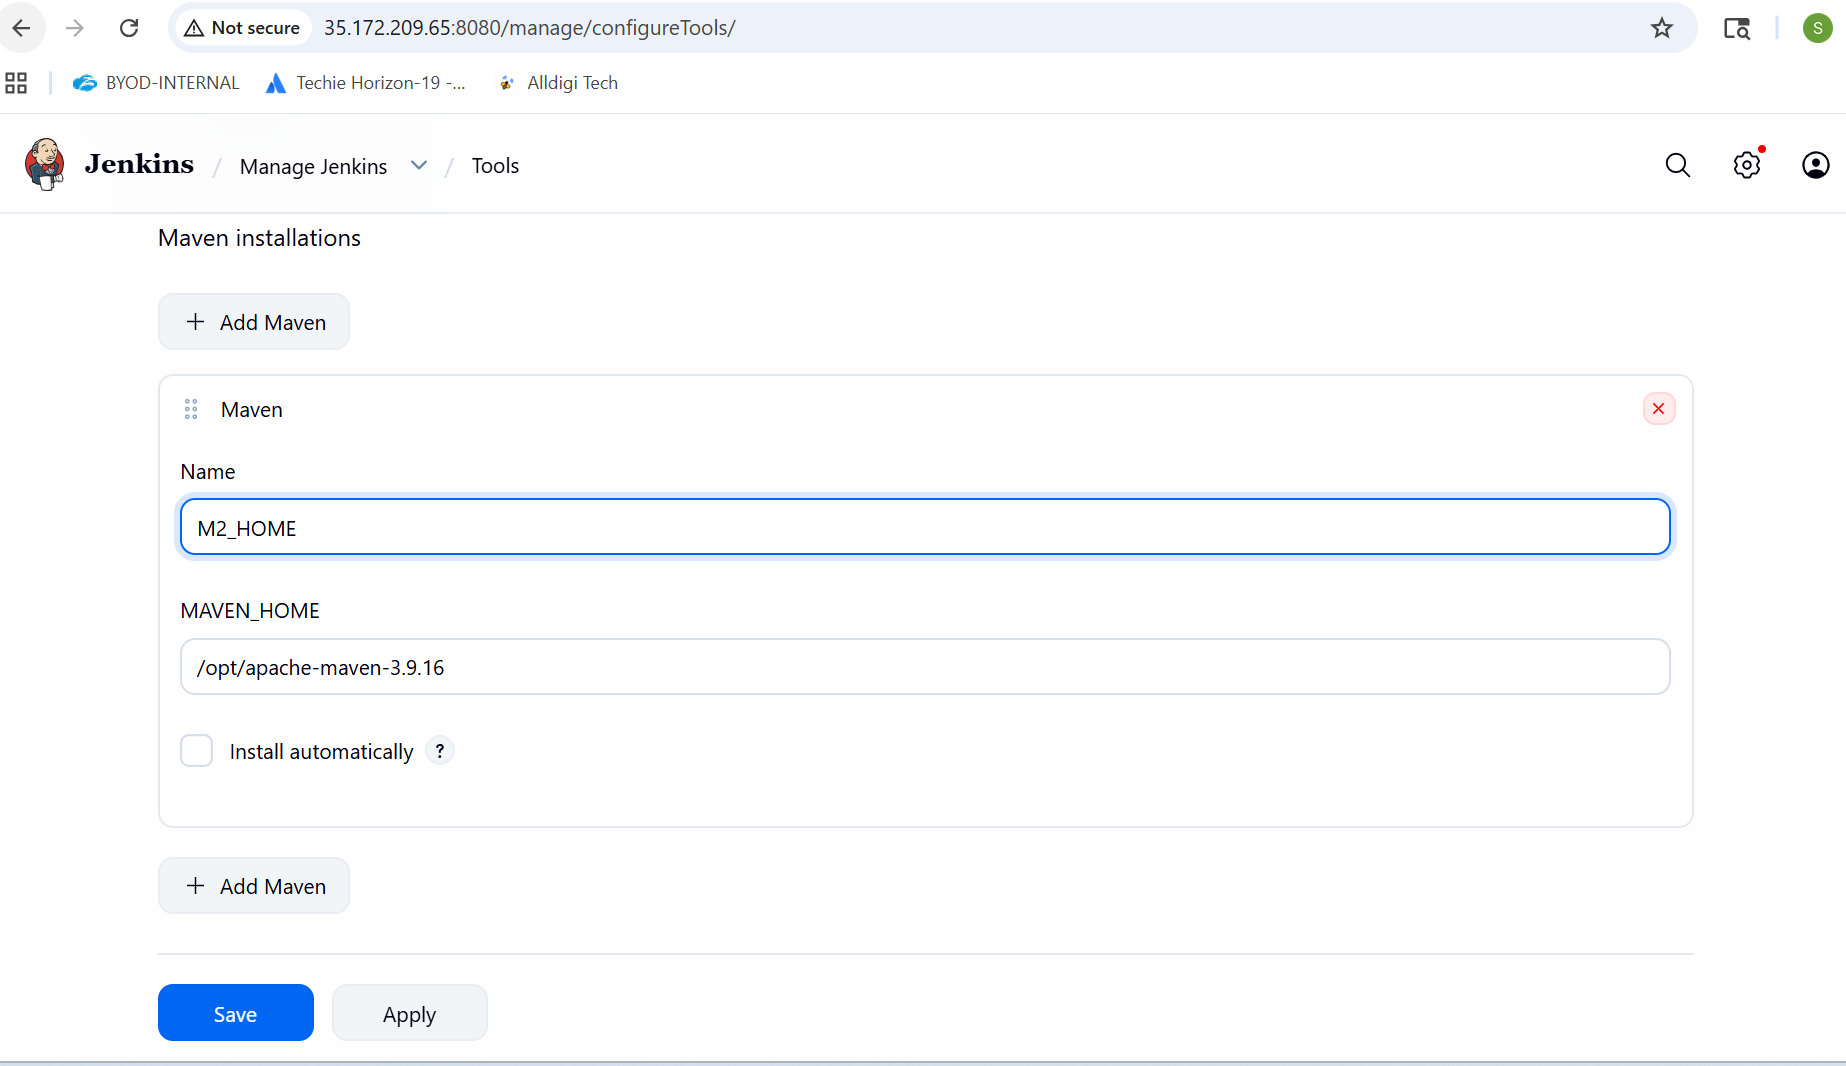 Not secure 35.172.209.65:8080/manage/configureTools/ S
BYOD-INTERNAL Techie Horizon-19 -... Alldigi Tech
Jenkins / Manage Jenkins / Tools
Maven installations
+ Add Maven
Maven
Name
M2_HOME
MAVEN_HOME
/opt/apache-maven-3.9.16
Install automatically ?
+ Add Maven
Save Apply